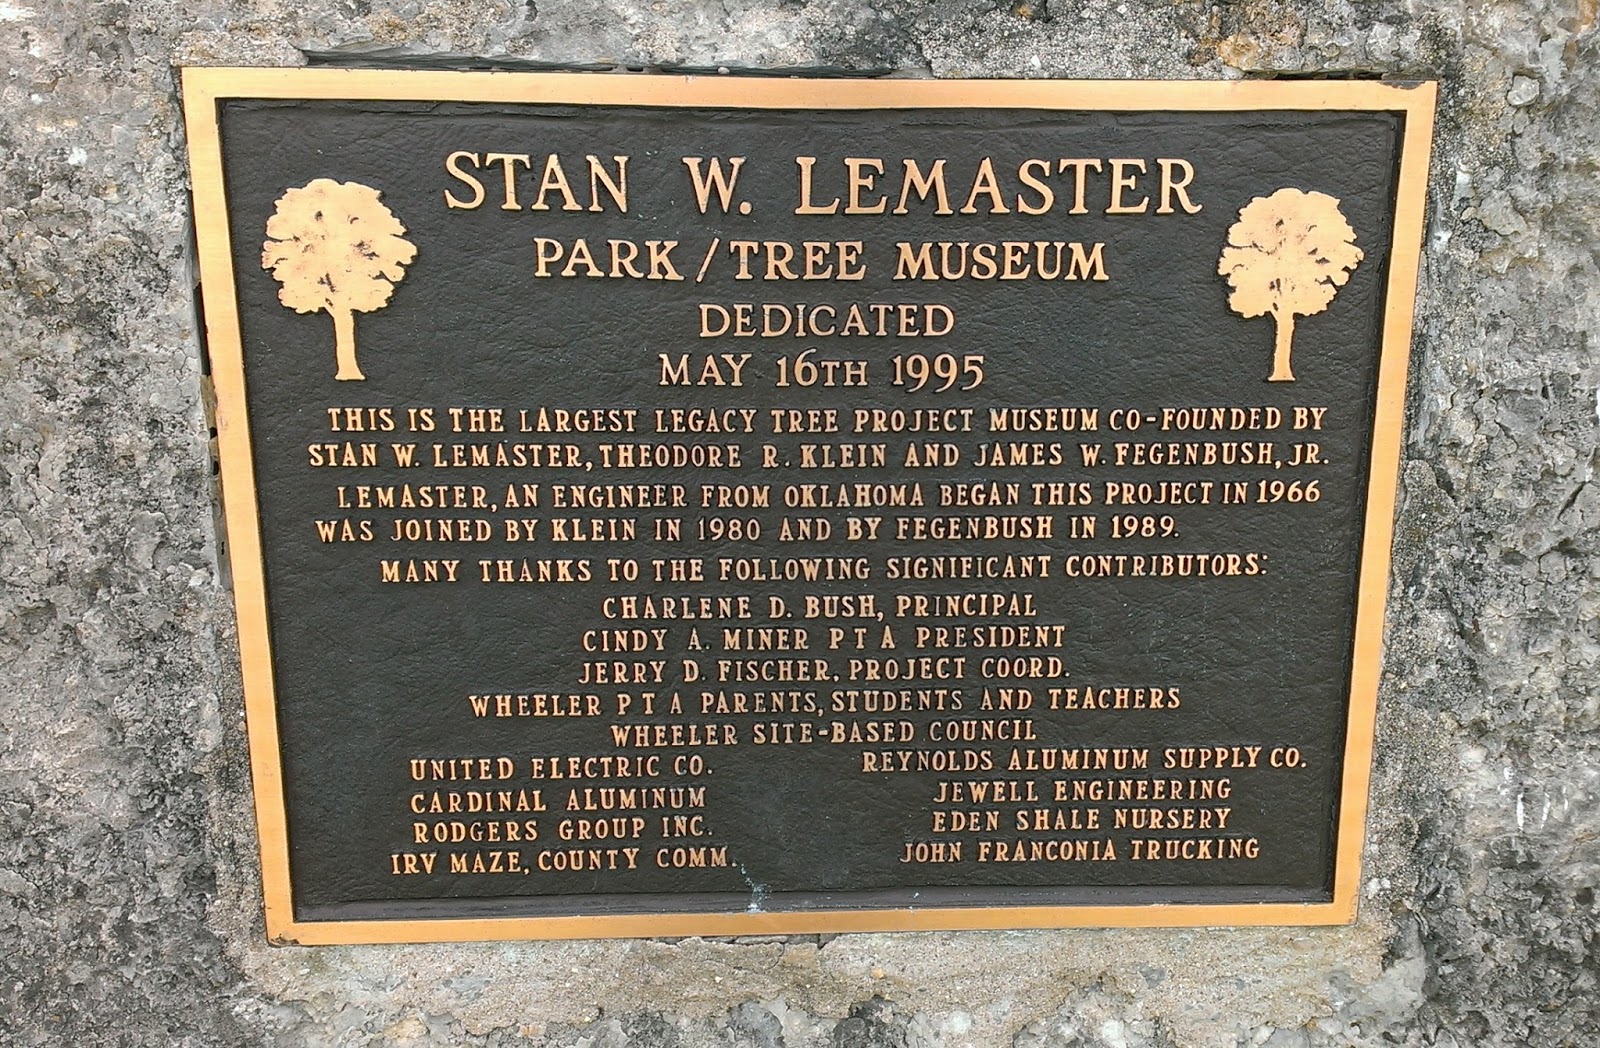 STAN W. LEMASTER
PARK/TREE MUSEUM
DEDICATED
MAY 16TH 1995
THIS IS THE LARGEST LEGACY TREE PROJECT MUSEUM CO-FOUNDED BY
STAN W. LEMASTER, THEODORE R. KLEIN AND JAMES W. FEGENBUSH, JR.
LEMASTER, AN ENGINEER FROM OKLAHOMA BEGAN THIS PROJECT IN 1966
WAS JOINED BY KLEIN IN 1980 AND BY FEGENBUSH IN 1989.
MANY THANKS TO THE FOLLOWING SIGNIFICANT CONTRIBUTORS:
CHARLENE D. BUSH, PRINCIPAL
CINDY A. MINER P T A PRESIDENT
JERRY D. FISCHER, PROJECT COORD.
WHEELER P T A PARENTS, STUDENTS AND TEACHERS
WHEELER SITE-BASED COUNCIL
UNITED ELECTRIC CO.
CARDINAL ALUMINUM
RODGERS GROUP INC.
IRV MAZE, COUNTY COMM.
REYNOLDS ALUMINUM SUPPLY CO.
JEWELL ENGINEERING
EDEN SHALE NURSERY
JOHN FRANCONIA TRUCKING